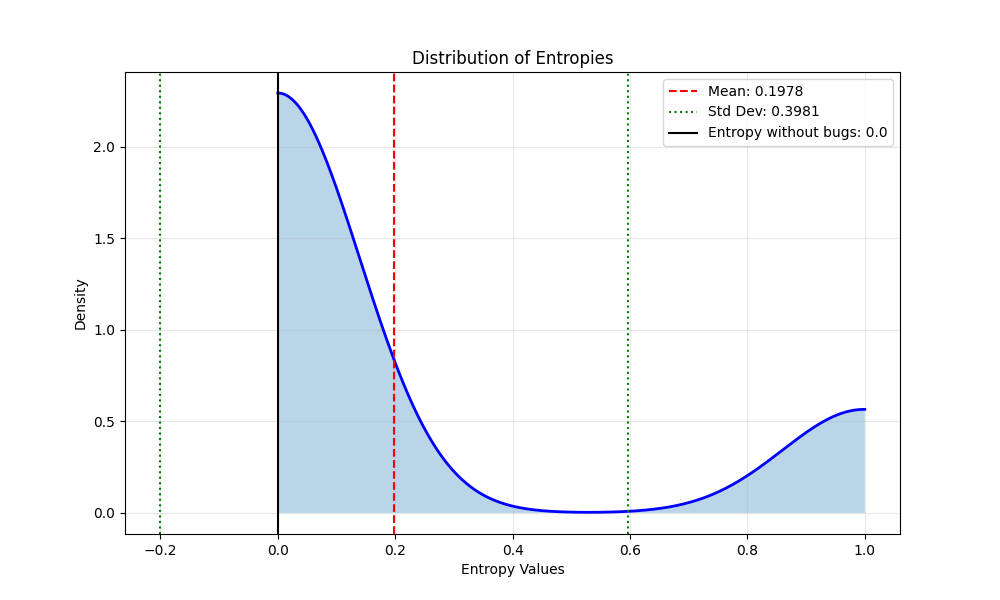 Distribution of Entropies
Mean: 0.1978
Std Dev: 0.3981
Entropy without bugs: 0.0
Density
2.0
1.5
1.0
0.5
0.0
−0.2
0.0
0.2
0.4
0.6
0.8
1.0
Entropy Values